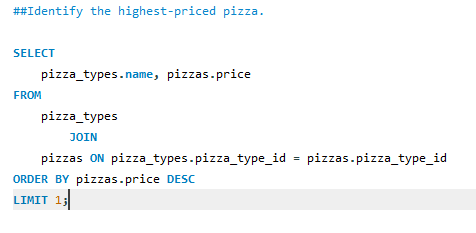 ##Identify the highest-priced pizza.
SELECT
pizza_types.name, pizzas.price
FROM
pizza_types
JOIN
pizzas ON pizza_types.pizza_type_id = pizzas.pizza_type_id
ORDER BY pizzas.price DESC
LIMIT 1;